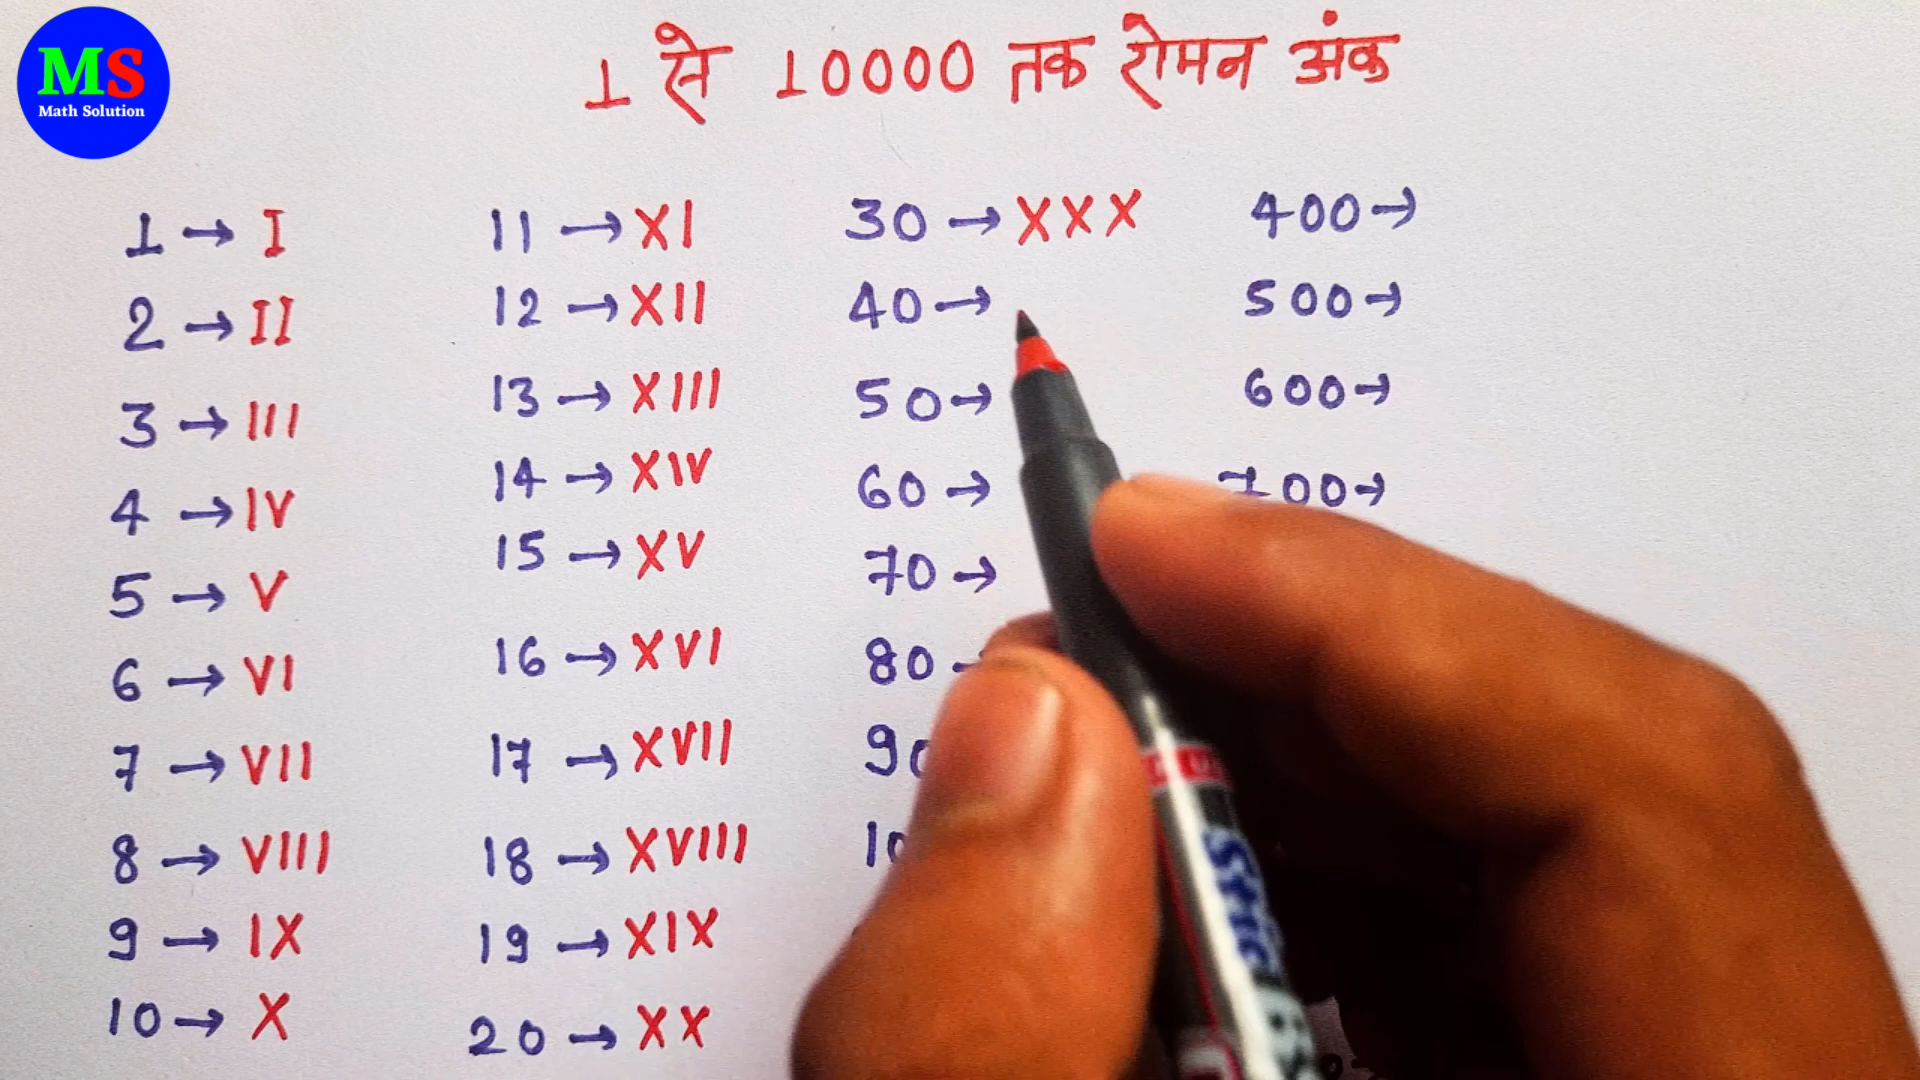 MS
Math Solution
1 से 10000 तक रोमन अंक
1 → I
2 → II
3 → III
4 → IV
5 → V
6 → VI
7 → VII
8 → VIII
9 → IX
10 → X
11 → XI
12 → XII
13 → XIII
14 → XIV
15 → XV
16 → XVI
17 → XVII
18 → XVIII
19 → XIX
20 → XX
30 → XXX
40 →
50 →
60 →
70 →
80
90
400 →
500 →
600 →
700 →